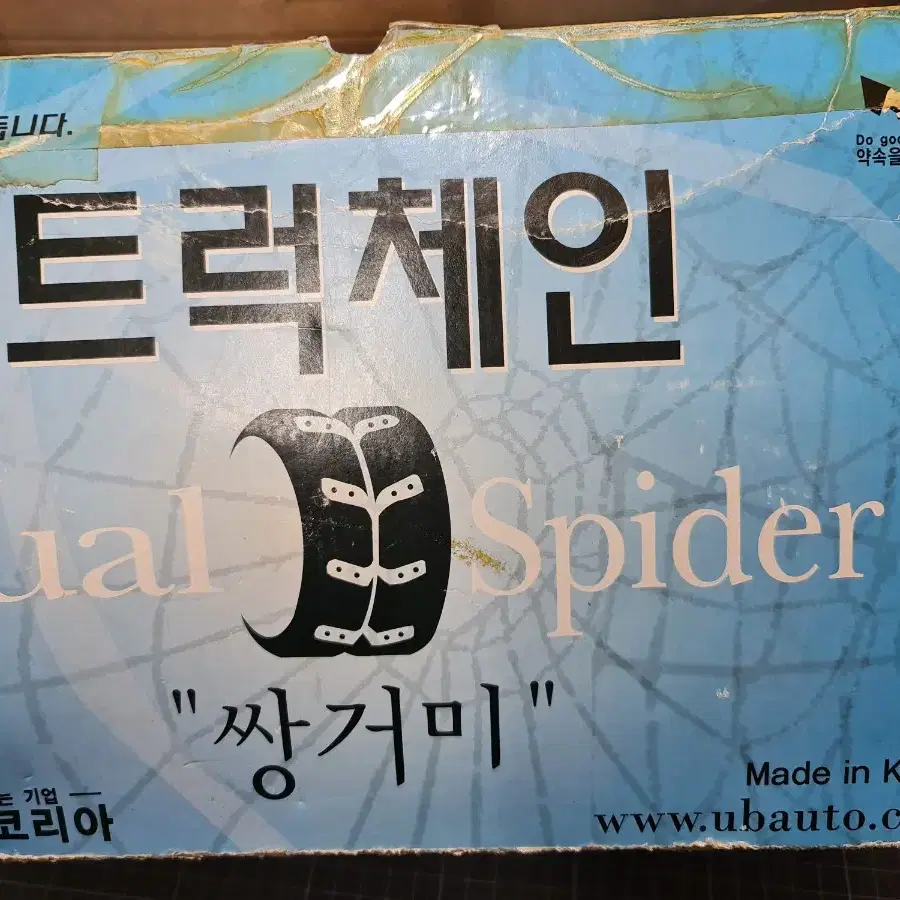 니다.
Do
약속을
트럭체인
ual Spider
"쌍거미"
는 기업
코리아
Made in K
www.ubauto.c